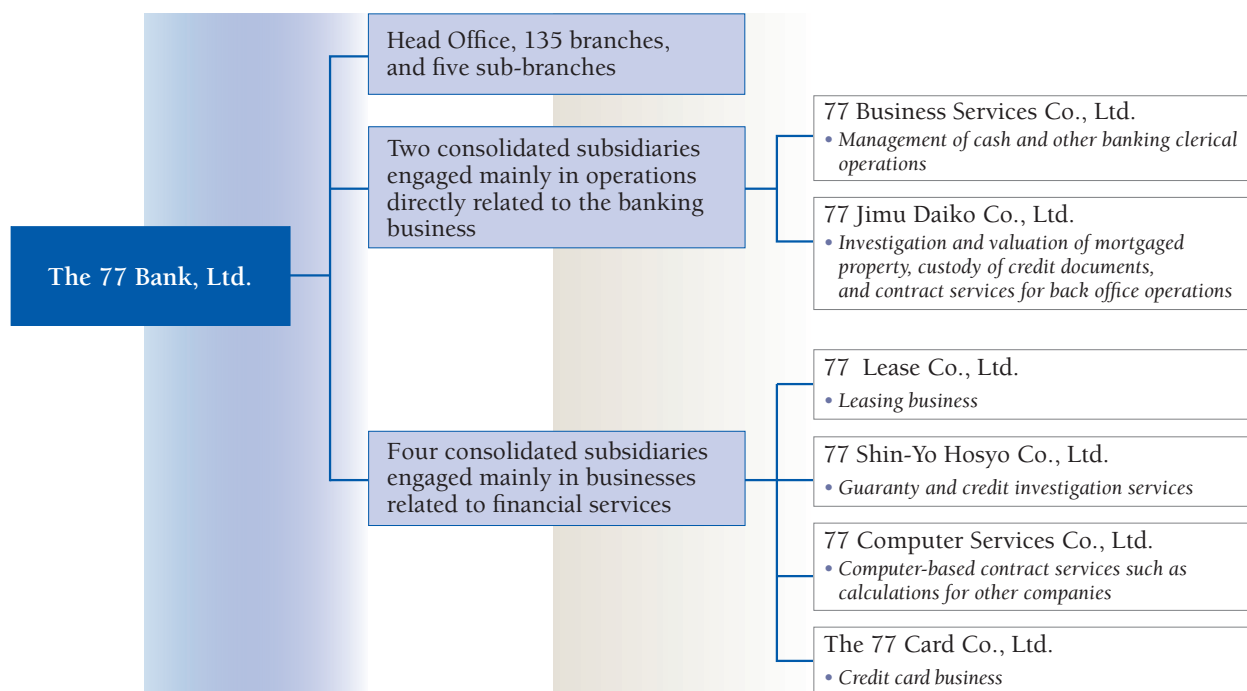 The 77 Bank, Ltd.
Head Office, 135 branches,
and five sub-branches
Two consolidated subsidiaries
engaged mainly in operations
directly related to the banking
business
77 Business Services Co., Ltd.
• Management of cash and other banking clerical
operations
77 Jimu Daiko Co., Ltd.
• Investigation and valuation of mortgaged
property, custody of credit documents,
and contract services for back office operations
Four consolidated subsidiaries
engaged mainly in businesses
related to financial services
77 Lease Co., Ltd.
• Leasing business
77 Shin-Yo Hosyo Co., Ltd.
• Guaranty and credit investigation services
77 Computer Services Co., Ltd.
• Computer-based contract services such as
calculations for other companies
The 77 Card Co., Ltd.
• Credit card business